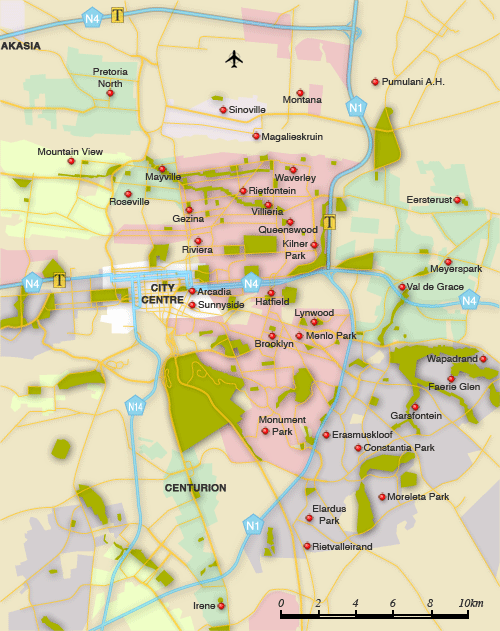 N4
T
AKASIA
Pretoria
North
Pumulani A.H.
Montana
N1
Sinoville
Magalieskruin
Mountain View
Mayville
Waverley
Rietfontein
Roseville
Villieria
Eersterust
Gezina
Queenswood
T
Riviera
Kilner
Park
Meyerspark
N4
T
CITY
CENTRE
Arcadia
N4
Val de Grace
Hatfield
N4
Sunnyside
Lynwood
Brooklyn
Menlo Park
Wapadrand
Faerie Glen
N14
Garsfontein
Monument
Park
Erasmuskloof
Constantia Park
CENTURION
Moreleta Park
Elardus
Park
N1
Rietvalleirand
Irene
0 2 4 6 8 10km